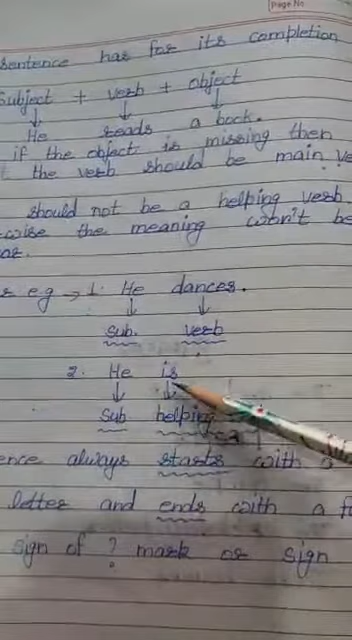 Page No
sentence has for its completion
Subject + verb + object
He reads a book.
if the object is missing then
the verb should be main ve
should not be a helping verb
wise the meaning won't be
eg → 1. He dances.
sub. verb
2. He is
sub helping
ence always starts with a
letter and ends with a fu
sign of ? mark or sign